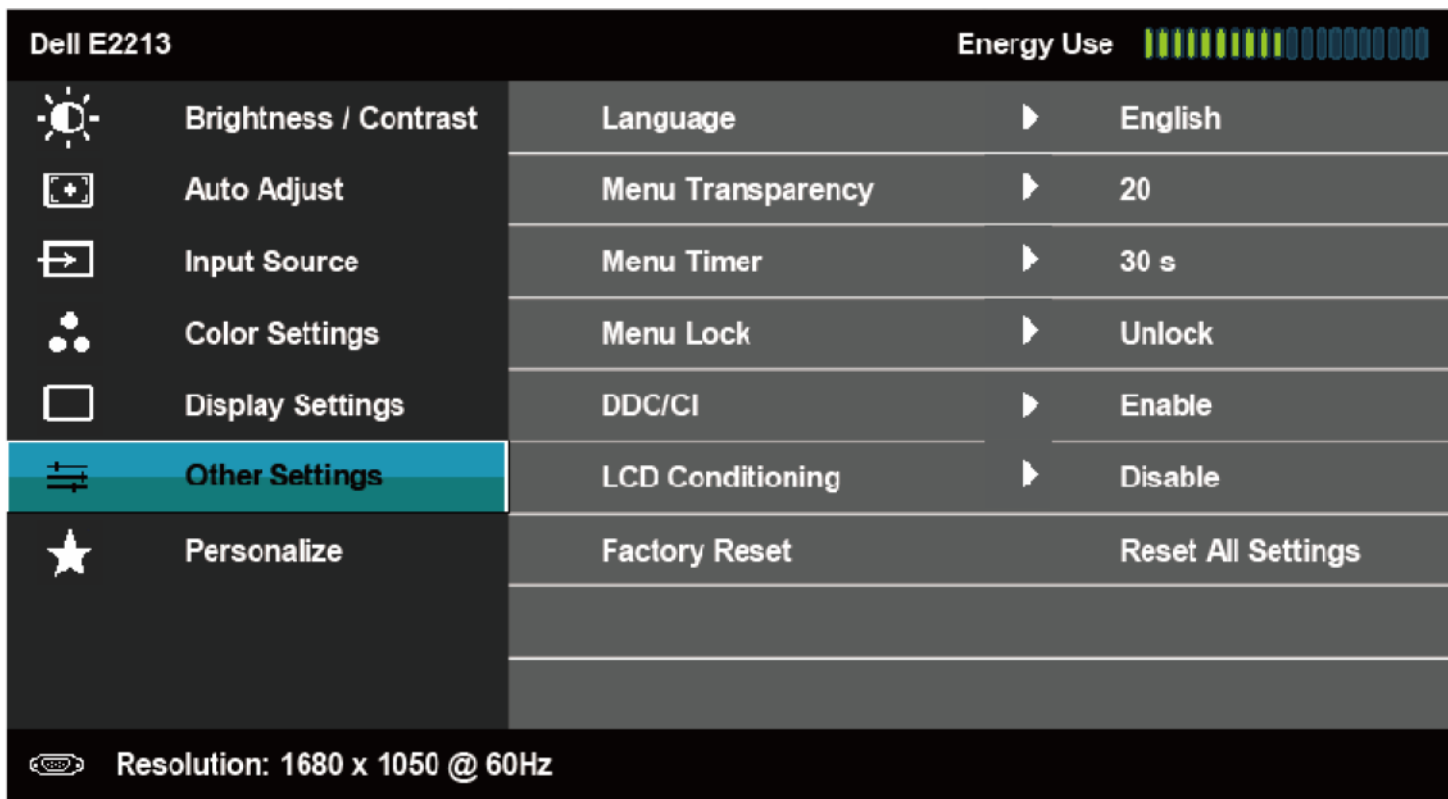 Dell E2213 Energy Use
Brightness / Contrast Language English
Auto Adjust Menu Transparency 20
Input Source Menu Timer 30 s
Color Settings Menu Lock Unlock
Display Settings DDC/CI Enable
Other Settings LCD Conditioning Disable
Personalize Factory Reset Reset All Settings
Resolution: 1680 x 1050 @ 60Hz